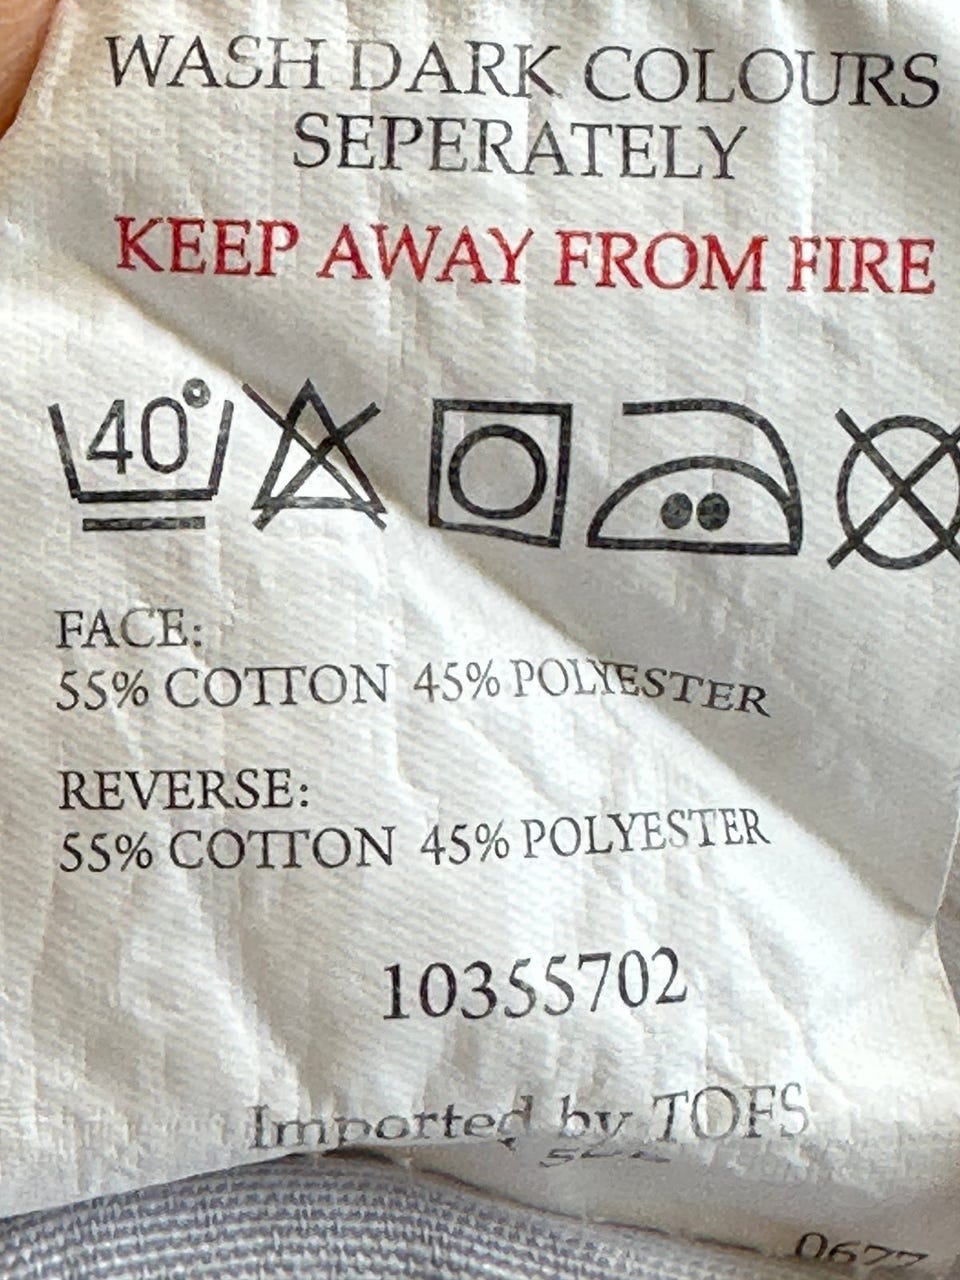 WASH DARK COLOURS
SEPERATELY
KEEP AWAY FROM FIRE
40°
FACE:
55% COTTON 45% POLYESTER
REVERSE:
55% COTTON 45% POLYESTER
10355702
Imported by TOFS